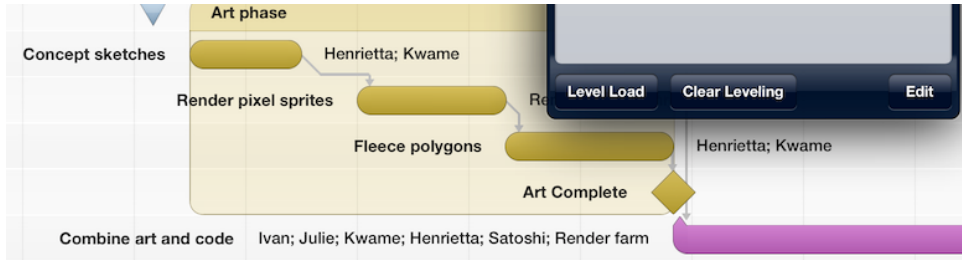 Art phase
Concept sketches Henrietta; Kwame
Level Load Clear Leveling Edit
Render pixel sprites
Fleece polygons Henrietta; Kwame
Art Complete
Combine art and code Ivan; Julie; Kwame; Henrietta; Satoshi; Render farm